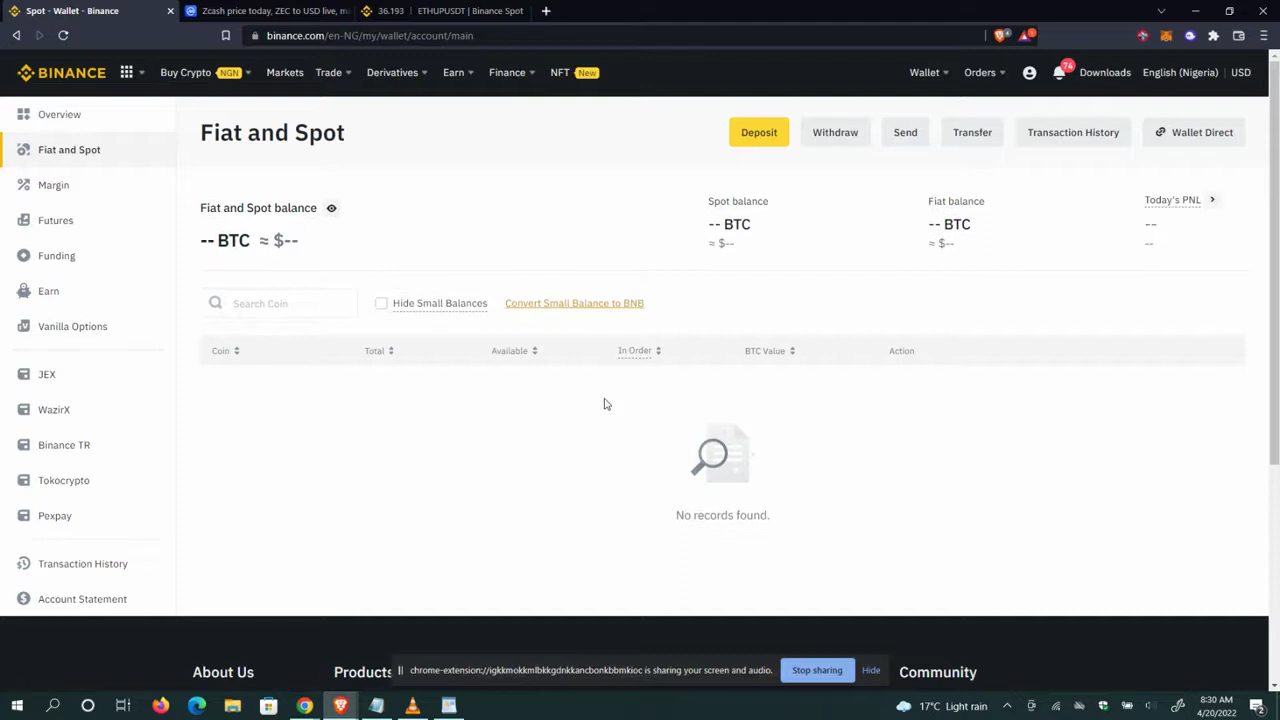 Spot - Wallet - Binance
Zcash price today, ZEC to USD live, m
36.193 | ETHUPUSDT | Binance Spot
binance.com/en-NG/my/wallet/account/main
4
1
BINANCE
Buy Crypto NGN
Markets
Trade
Derivatives
Earn
Finance
NFT New
Wallet
Orders
74
Downloads
English (Nigeria)
USD
Overview
Fiat and Spot
Margin
Futures
Funding
Earn
Vanilla Options
JEX
WazirX
Binance TR
Tokocrypto
Pexpay
Transaction History
Account Statement
Fiat and Spot
Deposit
Withdraw
Send
Transfer
Transaction History
Wallet Direct
Fiat and Spot balance
-- BTC ≈ $--
Spot balance
-- BTC
≈ $--
Fiat balance
-- BTC
≈ $--
Today's PNL
--
--
Search Coin
Hide Small Balances
Convert Small Balance to BNB
Coin
Total
Available
In Order
BTC Value
Action
No records found.
About Us
Products
Community
chrome-extension://igkkmokkmlbkkgdnkkancbonkbbmkioc is sharing your screen and audio.
Stop sharing
Hide
17°C Light rain
8:30 AM
4/20/2022
2